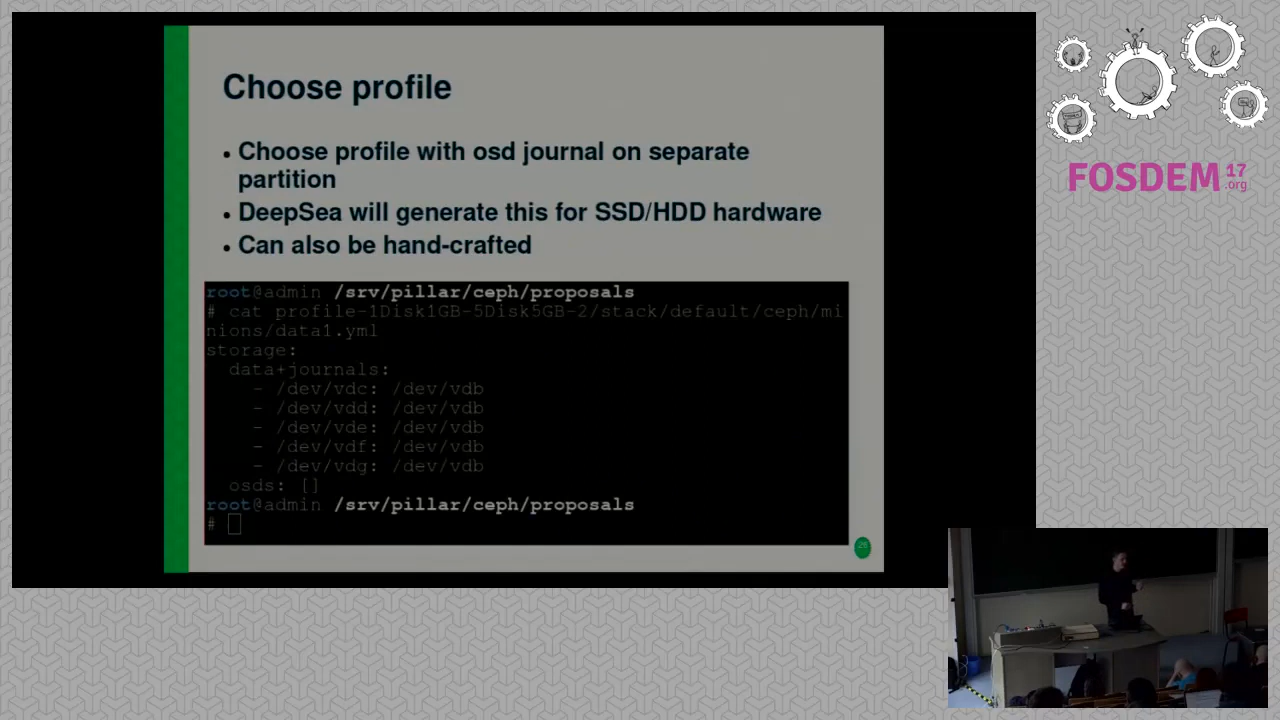 Choose profile
• Choose profile with osd journal on separate
partition
• DeepSea will generate this for SSD/HDD hardware
• Can also be hand-crafted
root@admin /srv/pillar/ceph/proposals
# cat profile-1Disk1GB-5Disk5GB-2/stack/default/ceph/mi
nions/data1.yml
storage:
  data+journals:
    - /dev/vdc: /dev/vdb
    - /dev/vdd: /dev/vdb
    - /dev/vde: /dev/vdb
    - /dev/vdf: /dev/vdb
    - /dev/vdg: /dev/vdb
  osds: []
root@admin /srv/pillar/ceph/proposals
#
FOSDEM 17
.org